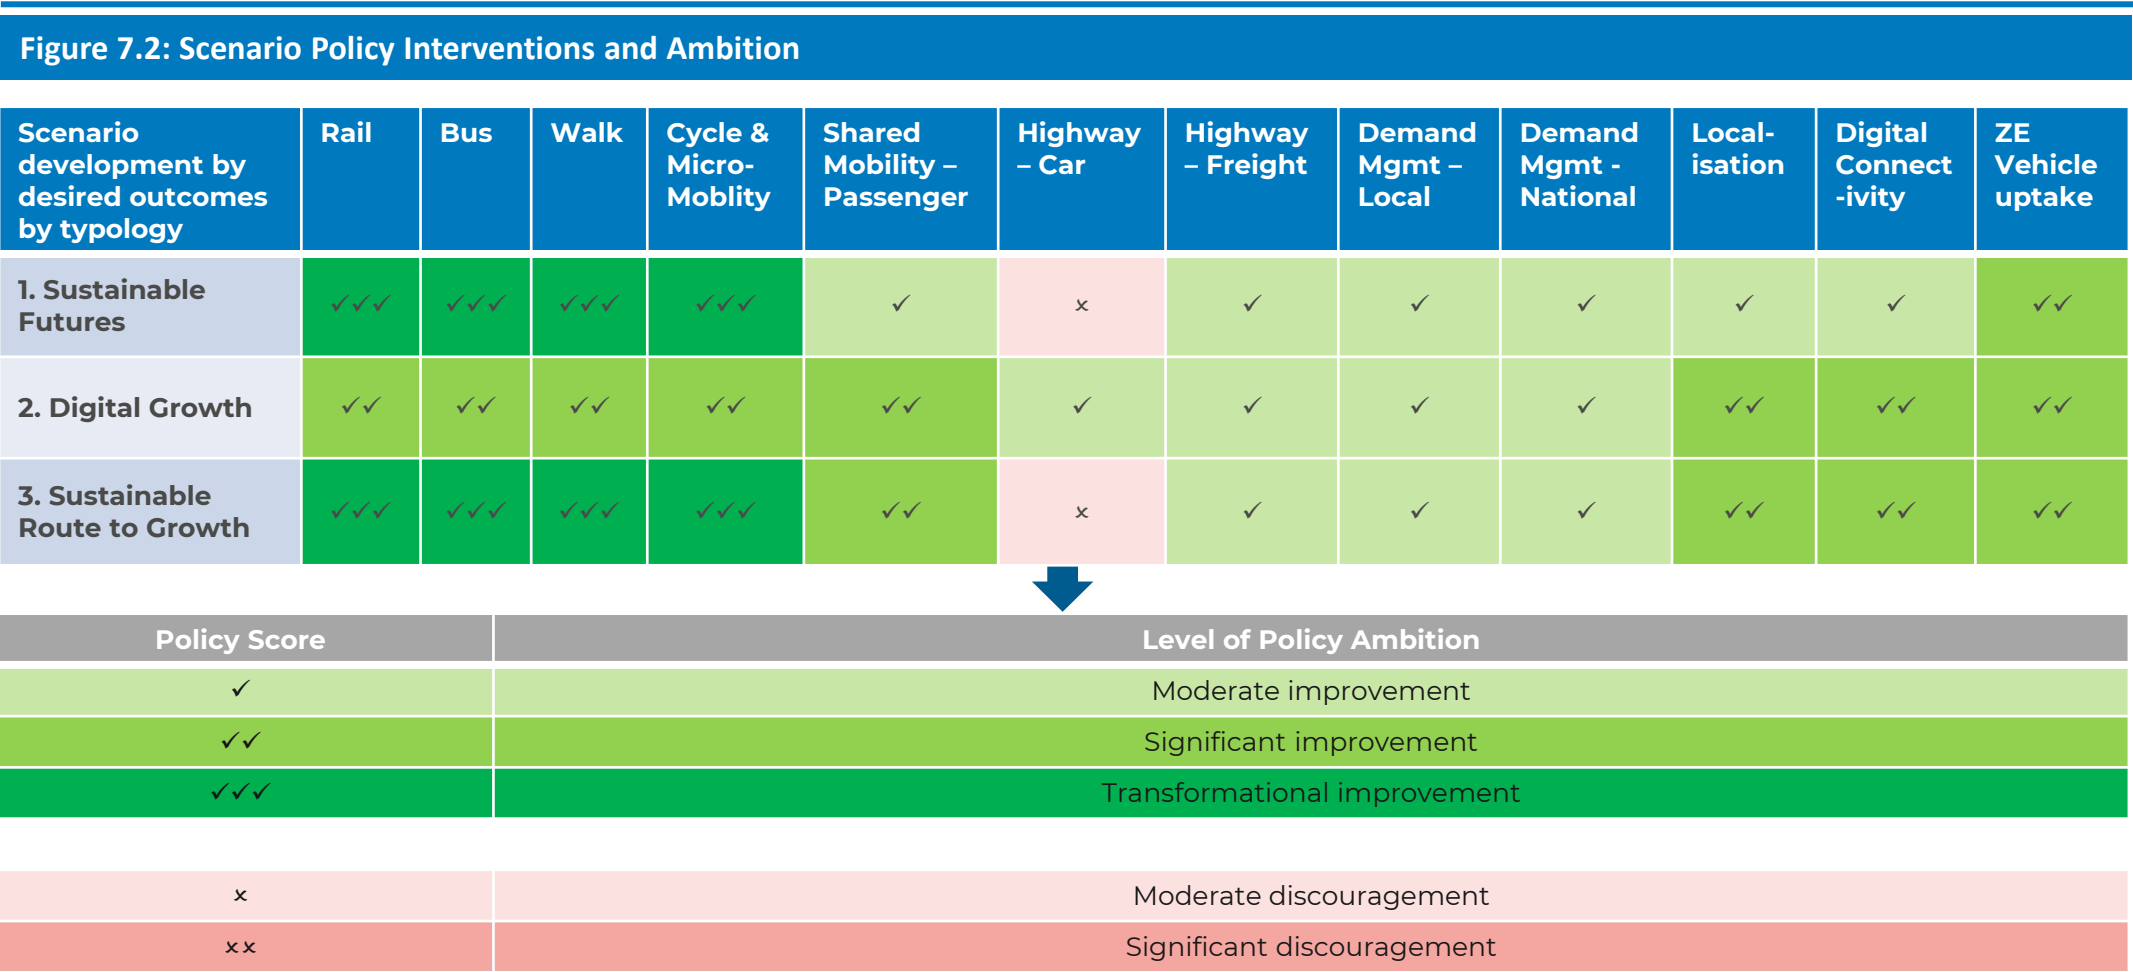 Figure 7.2: Scenario Policy Interventions and Ambition
Scenario
development by
desired outcomes
by typology
Rail
Bus
Walk
Cycle &
Micro-
Moblity
Shared
Mobility –
Passenger
Highway
– Car
Highway
– Freight
Demand
Mgmt –
Local
Demand
Mgmt -
National
Local-
isation
Digital
Connect
-ivity
ZE
Vehicle
uptake
1. Sustainable
Futures
✓✓✓
✓✓✓
✓✓✓
✓✓✓
✓
×
✓
✓
✓
✓
✓
✓✓
2. Digital Growth
✓✓
✓✓
✓✓
✓✓
✓✓
✓
✓
✓
✓
✓✓
✓✓
✓✓
3. Sustainable
Route to Growth
✓✓✓
✓✓✓
✓✓✓
✓✓✓
✓✓
×
✓
✓
✓
✓✓
✓✓
✓✓
Policy Score
Level of Policy Ambition
✓
Moderate improvement
✓✓
Significant improvement
✓✓✓
Transformational improvement
×
Moderate discouragement
××
Significant discouragement